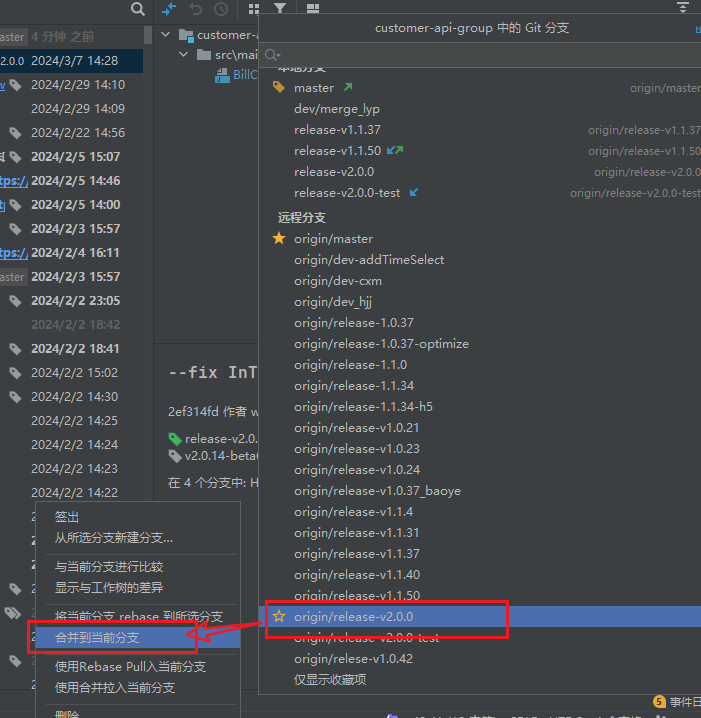 customer-api-group 中的 Git 分支
aster 4 分钟 之前
2.0.0 2024/3/7 14:28
2024/2/29 14:10
2024/2/29 14:09
2024/2/22 14:56
2024/2/5 15:07
tps:// 2024/2/5 14:46
2024/2/5 14:00
2024/2/3 15:57
tps:// 2024/2/4 16:11
aster 2024/2/3 15:57
2024/2/2 23:05
2024/2/2 18:42
2024/2/2 18:41
2024/2/2 15:02
2024/2/2 14:30
2024/2/2 14:25
2024/2/2 14:24
2024/2/2 14:23
2024/2/2 14:22
customer-a
src\mai
BillC
--fix InT
2ef314fd 作者 w
release-v2.0.
v2.0.14-beta
在 4 个分支中: H
本地分支
master origin/master
dev/merge_lyp
release-v1.1.37 origin/release-v1.1.37
release-v1.1.50 origin/release-v1.1.50
release-v2.0.0 origin/release-v2.0.0
release-v2.0.0-test origin/release-v2.0.0-test
远程分支
origin/master
origin/dev-addTimeSelect
origin/dev-cxm
origin/dev_hjj
origin/release-1.0.37
origin/release-1.0.37-optimize
origin/release-1.1.0
origin/release-1.1.34
origin/release-1.1.34-h5
origin/release-v1.0.21
origin/release-v1.0.23
origin/release-v1.0.24
origin/release-v1.0.37_baoye
origin/release-v1.1.4
origin/release-v1.1.31
origin/release-v1.1.37
origin/release-v1.1.40
origin/release-v1.1.50
origin/release-v2.0.0
origin/release-v2.0.0-test
origin/relese-v1.0.42
仅显示收藏项
签出
从所选分支新建分支...
与当前分支进行比较
显示与工作树的差异
将当前分支 rebase 到所选分支
合并到当前分支
使用Rebase Pull入当前分支
使用合并拉入当前分支
删除
5 事件日